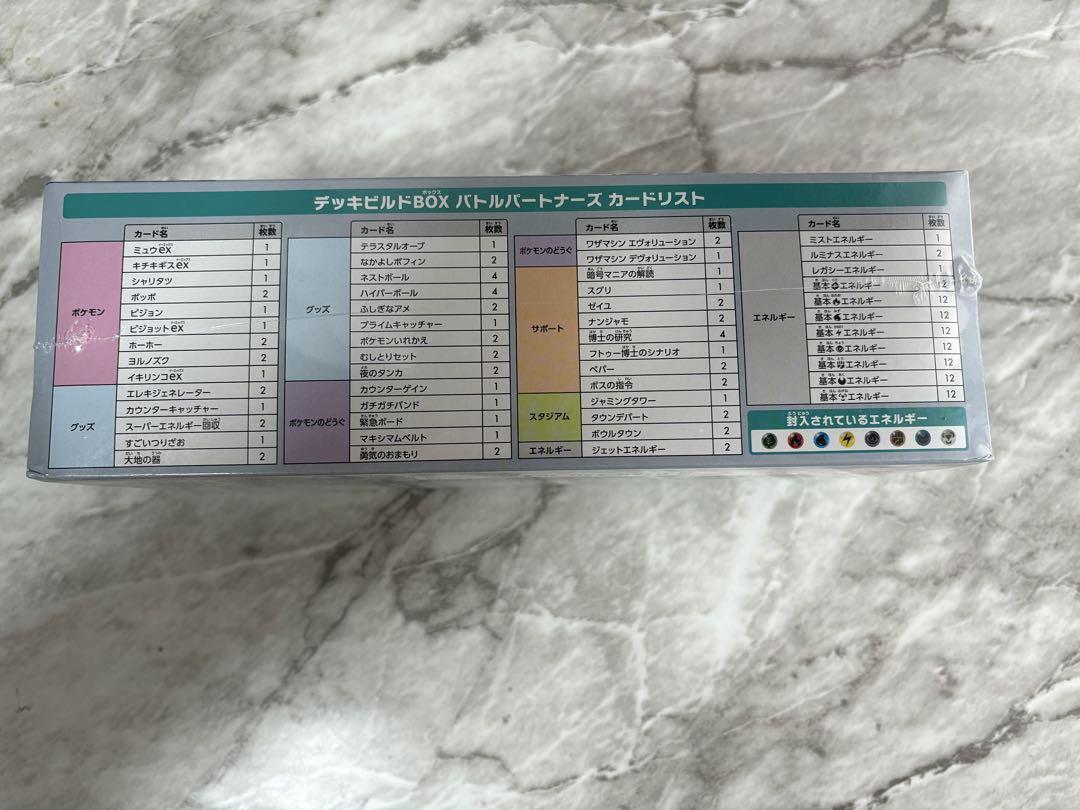 デッキビルドBOX バトルパートナーズ カードリスト
カード名 枚数
ポケモン
ミュウex 1
キチキギスex 1
シャリタツ 1
ポッポ 2
ピジョン 1
ピジョットex 1
ホーホー 2
ヨルノズク 2
イキリンコex 1
グッズ
エレキジェネレーター 2
カウンターキャッチャー 1
スーパーエネルギー回収 2
すごいつりざお 1
大地の器 2
カード名 枚数
グッズ
テラスタルオーブ 1
なかよしポフィン 2
ネストボール 4
ハイパーボール 4
ふしぎなアメ 2
プライムキャッチャー 1
ポケモンいれかえ 2
むしとりセット 2
夜のタンカ 2
ポケモンのどうぐ
カウンターゲイン 1
ガチガチバンド 1
緊急ボード 1
マキシマムベルト 1
勇気のおまもり 2
カード名 枚数
ポケモンのどうぐ
ワザマシン エヴォリューション 2
ワザマシン デヴォリューション 1
サポート
暗号マニアの解読 1
スグリ 1
ゼイユ 2
ナンジャモ 2
博士の研究 4
フトゥー博士のシナリオ 1
ペパー 2
ボスの指令 2
スタジアム
ジャミングタワー 1
タウンデパート 2
ボウルタウン 2
エネルギー
ジェットエネルギー 2
カード名 枚数
エネルギー
ミストエネルギー 1
ルミナスエネルギー 2
レガシーエネルギー 1
基本エネルギー 12
基本エネルギー 12
基本エネルギー 12
基本エネルギー 12
基本エネルギー 12
基本エネルギー 12
基本エネルギー 12
基本エネルギー 12
封入されているエネルギー